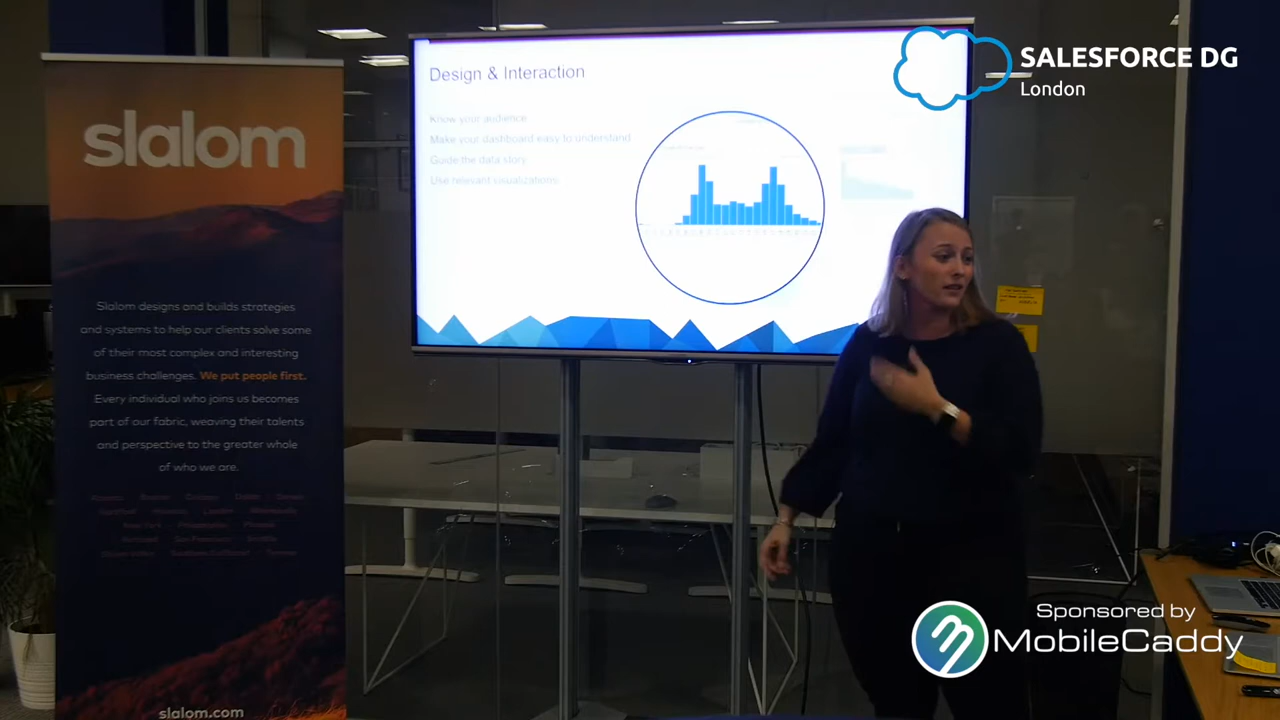 slalom
Slalom designs and builds strategies
and systems to help our clients solve some
of their most complex and interesting
business challenges. We put people first.
Every individual who joins us becomes
part of our fabric, weaving their talents
and perspective to the greater whole
of who we are.
slalom.com
Design & Interaction
Know your audience
Make your dashboard easy to understand
Guide the data story
Use relevant visualizations
SALESFORCE DG
London
Sponsored by
MobileCaddy